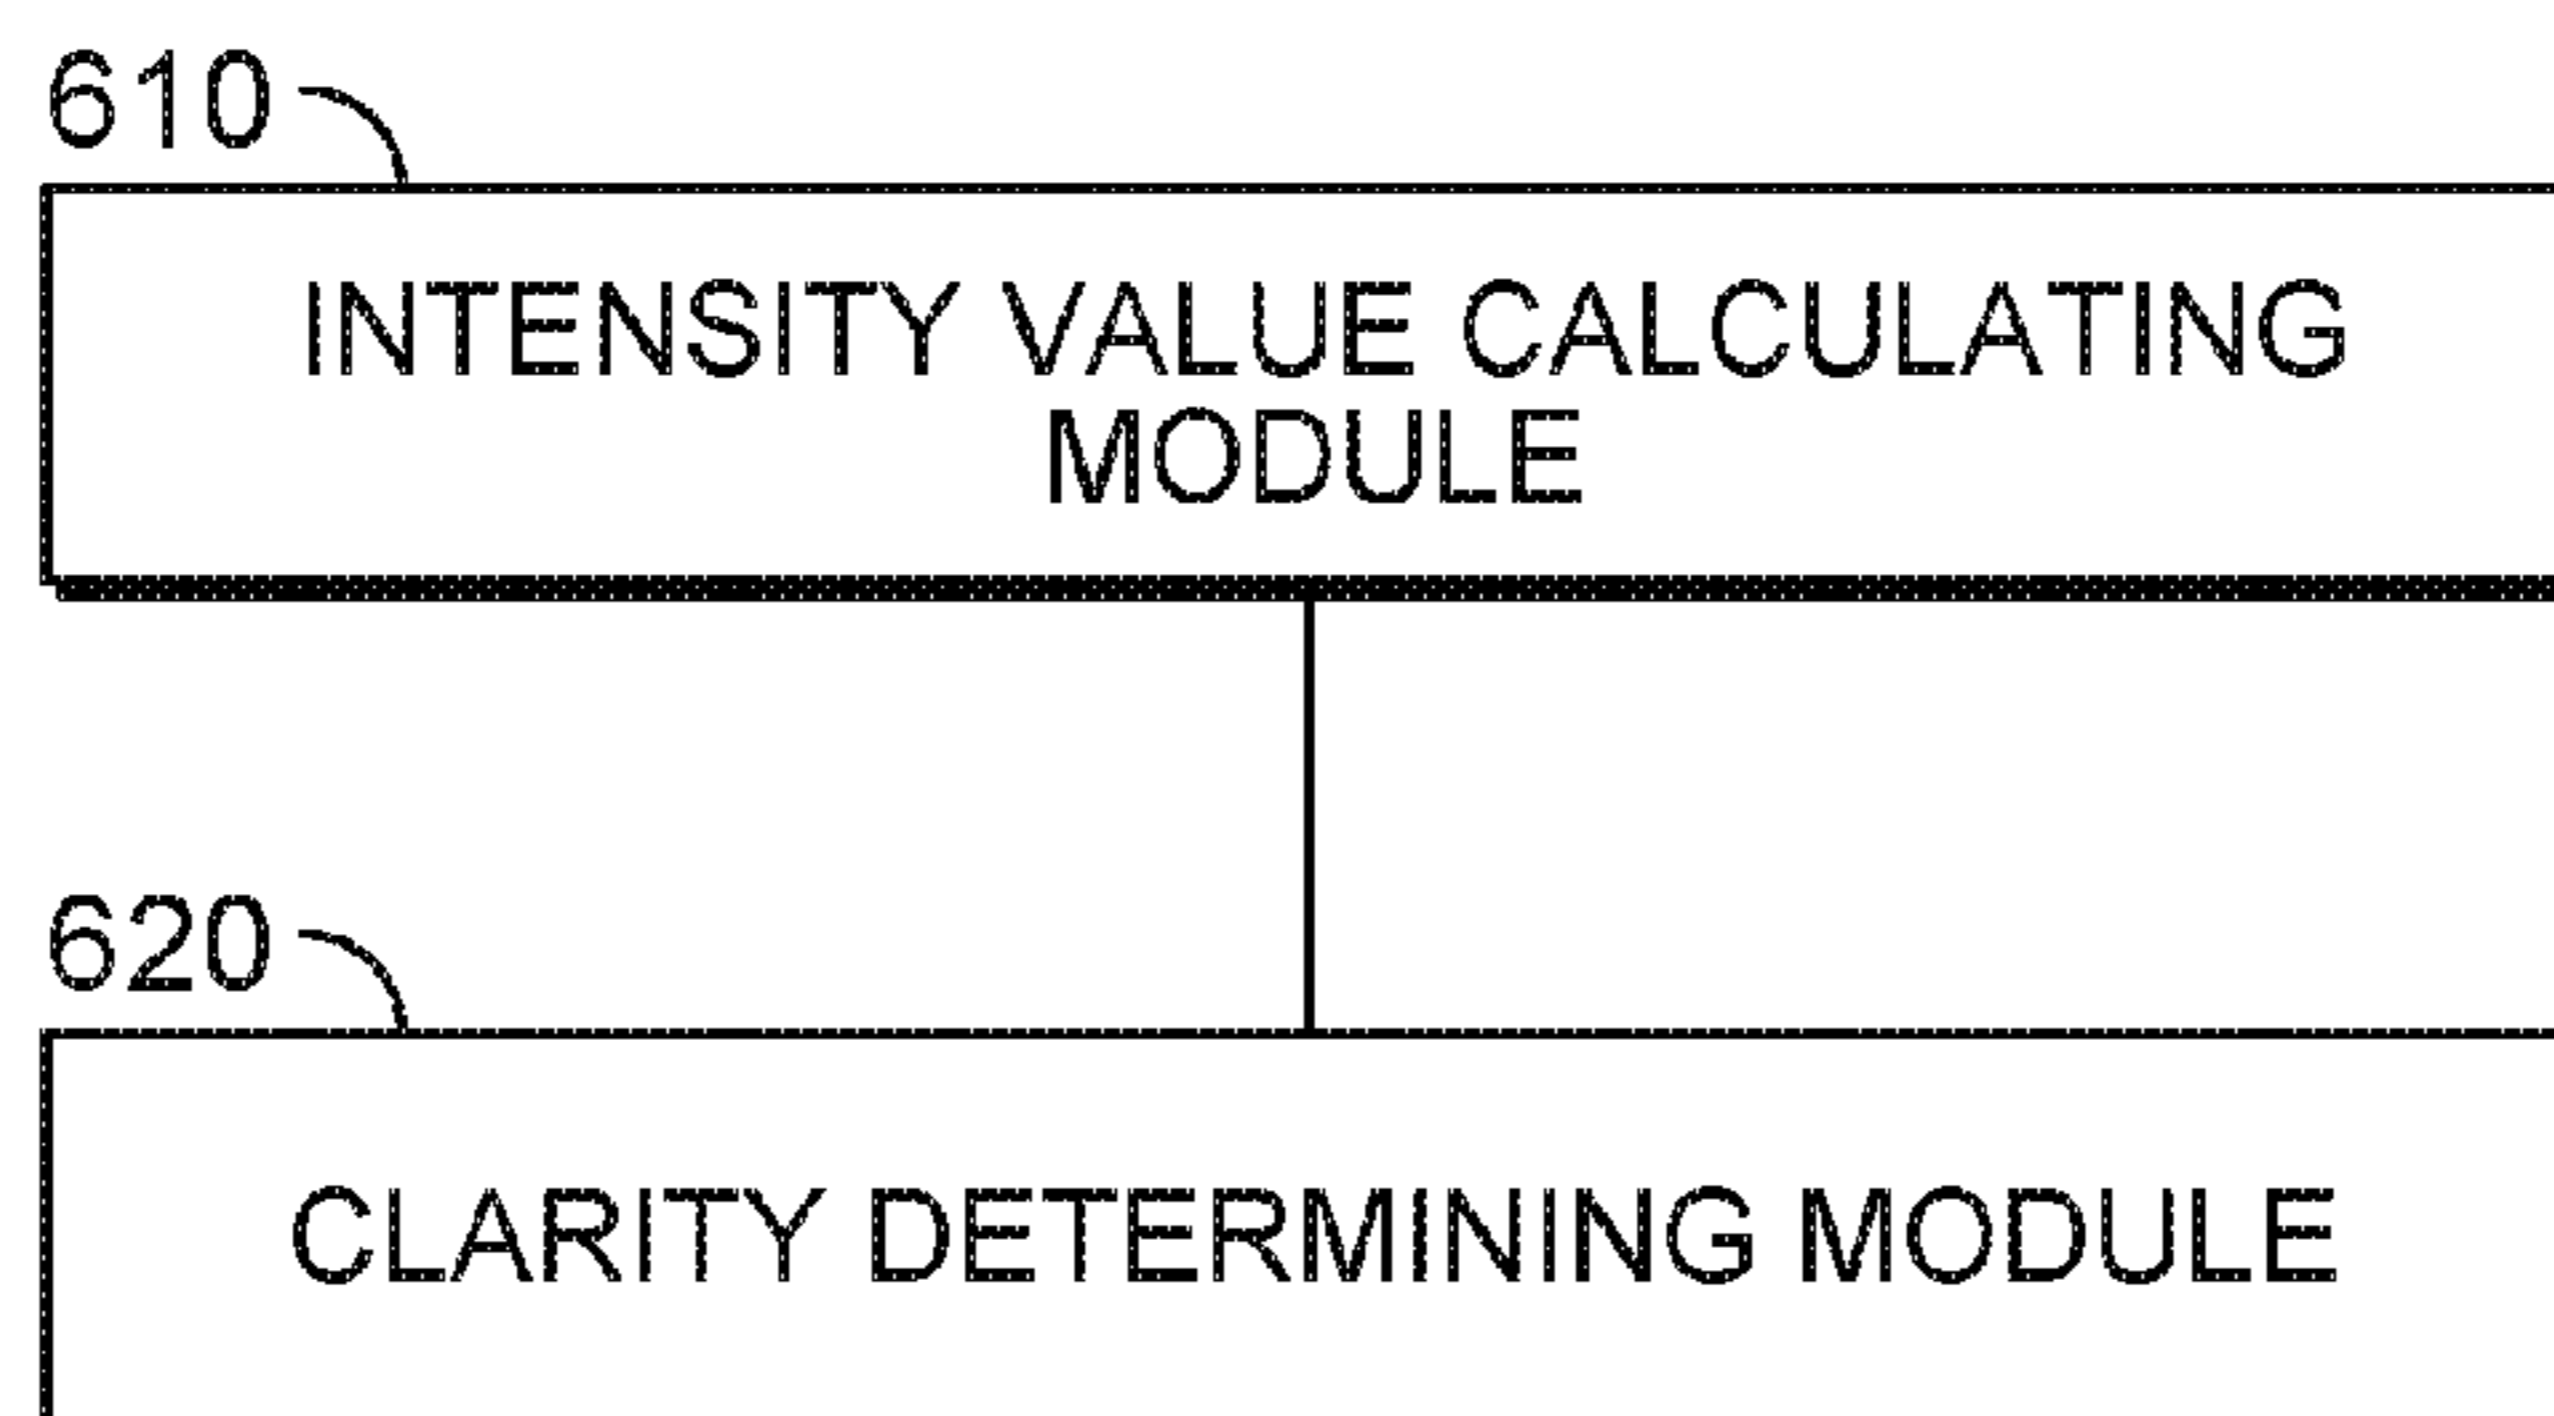 610
INTENSITY VALUE CALCULATING
MODULE
620
CLARITY DETERMINING MODULE